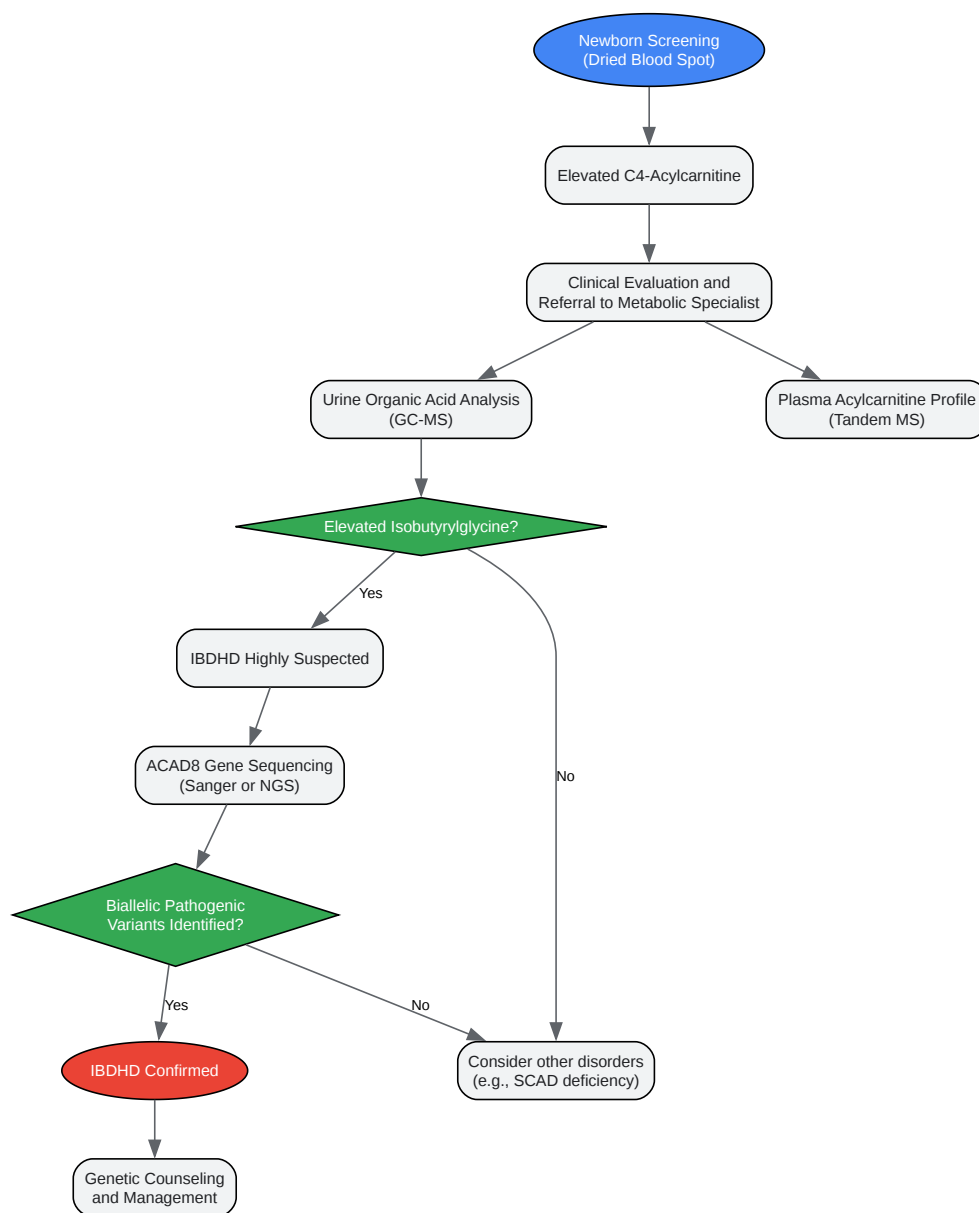 Newborn Screening
(Dried Blood Spot)
Elevated C4-Acylcarnitine
Clinical Evaluation and
Referral to Metabolic Specialist
Urine Organic Acid Analysis
(GC-MS)
Plasma Acylcarnitine Profile
(Tandem MS)
Elevated Isobutyrylglycine?
Yes
No
IBDHD Highly Suspected
ACAD8 Gene Sequencing
(Sanger or NGS)
Biallelic Pathogenic
Variants Identified?
Yes
No
IBDHD Confirmed
Consider other disorders
(e.g., SCAD deficiency)
Genetic Counseling
and Management